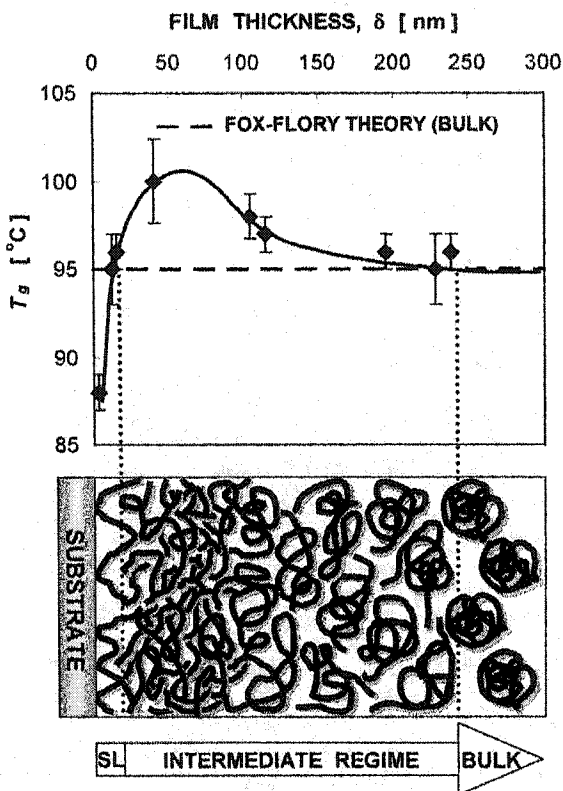 FILM THICKNESS, δ [ nm]
0 50 100 150 200 250 300
105
100
95
90
85
T_g [°C]
FOX-FLORY THEORY (BULK)
SUBSTRATE
SL INTERMEDIATE REGIME BULK